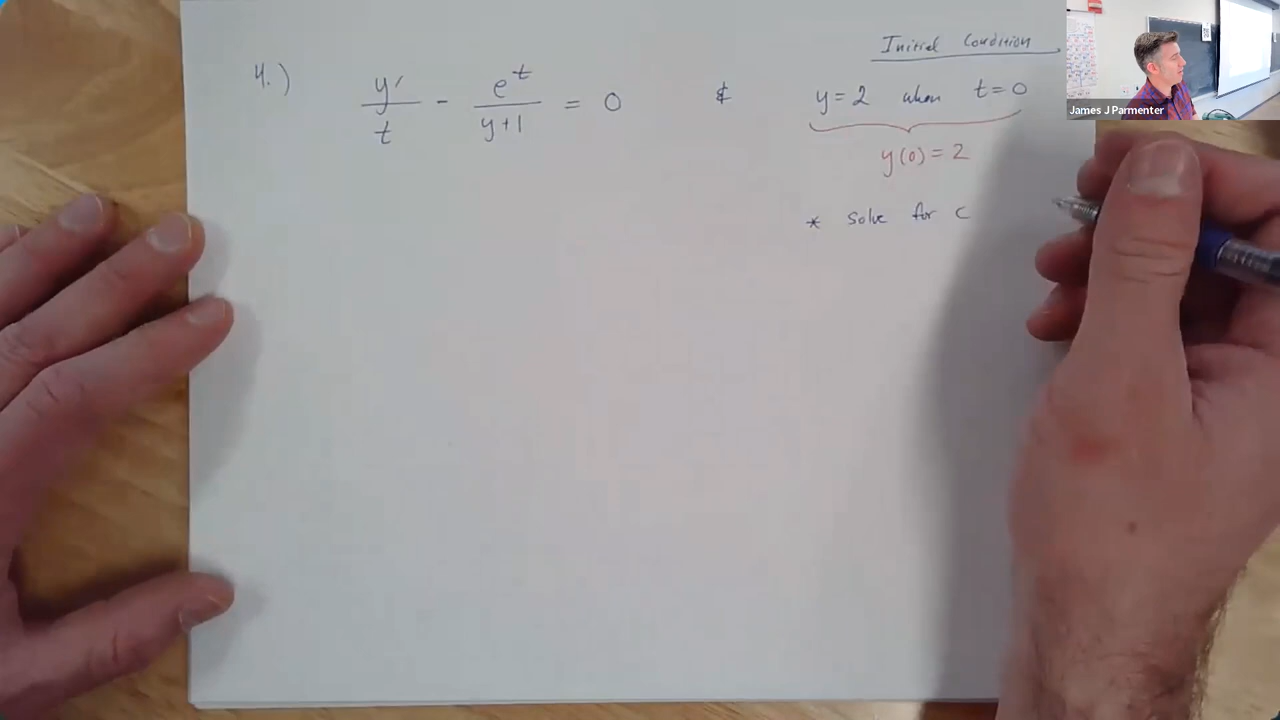 Initial Condition
4.) y'/t - e^t/(y+1) = 0 & y=2 when t=0
y(0)=2
* solve for c
James J Parmenter